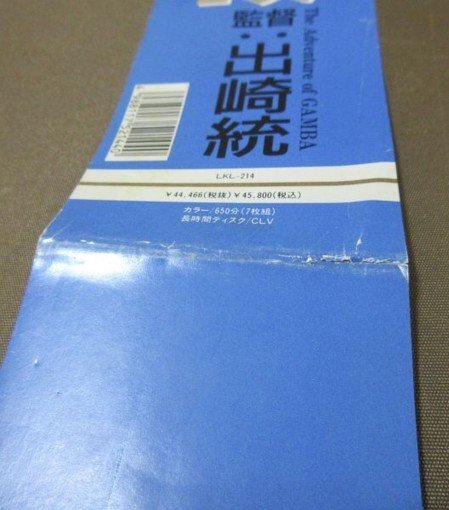 The Adventure of GAMBA
監督:出崎統
LKL-214
¥44.466(税抜)¥45.800(税込)
カラー/650分(7枚組)
長時間ディスク/CLV